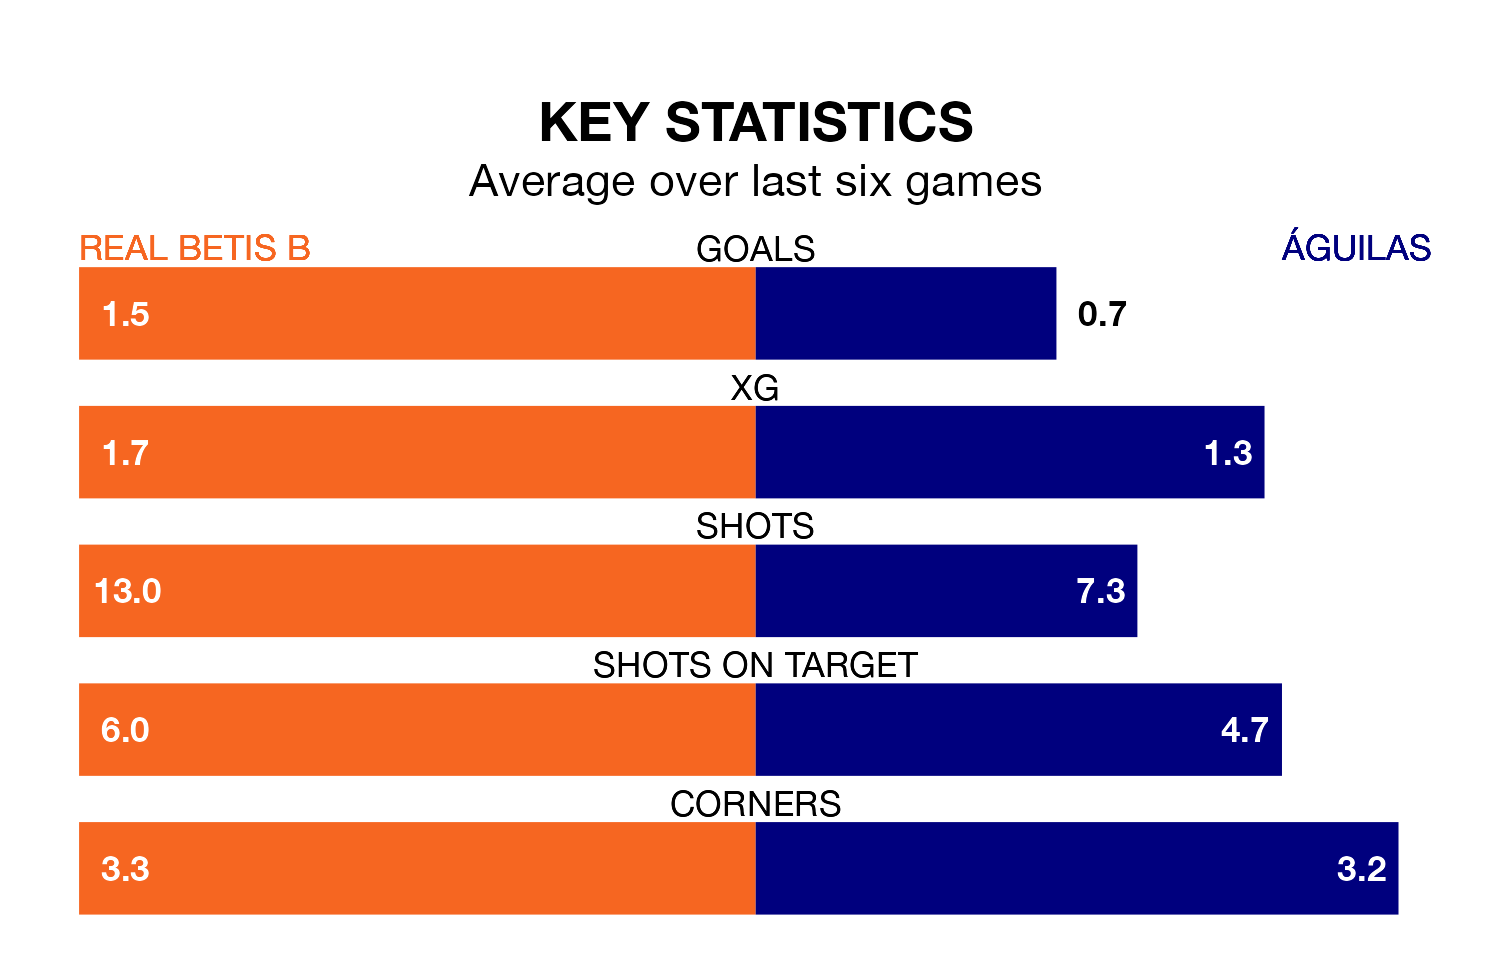 KEY STATISTICS
Average over last six games
REAL BETIS B GOALS ÁGUILAS
1.5 0.7
XG
1.7 1.3
SHOTS
13.0 7.3
SHOTS ON TARGET
6.0 4.7
CORNERS
3.3 3.2